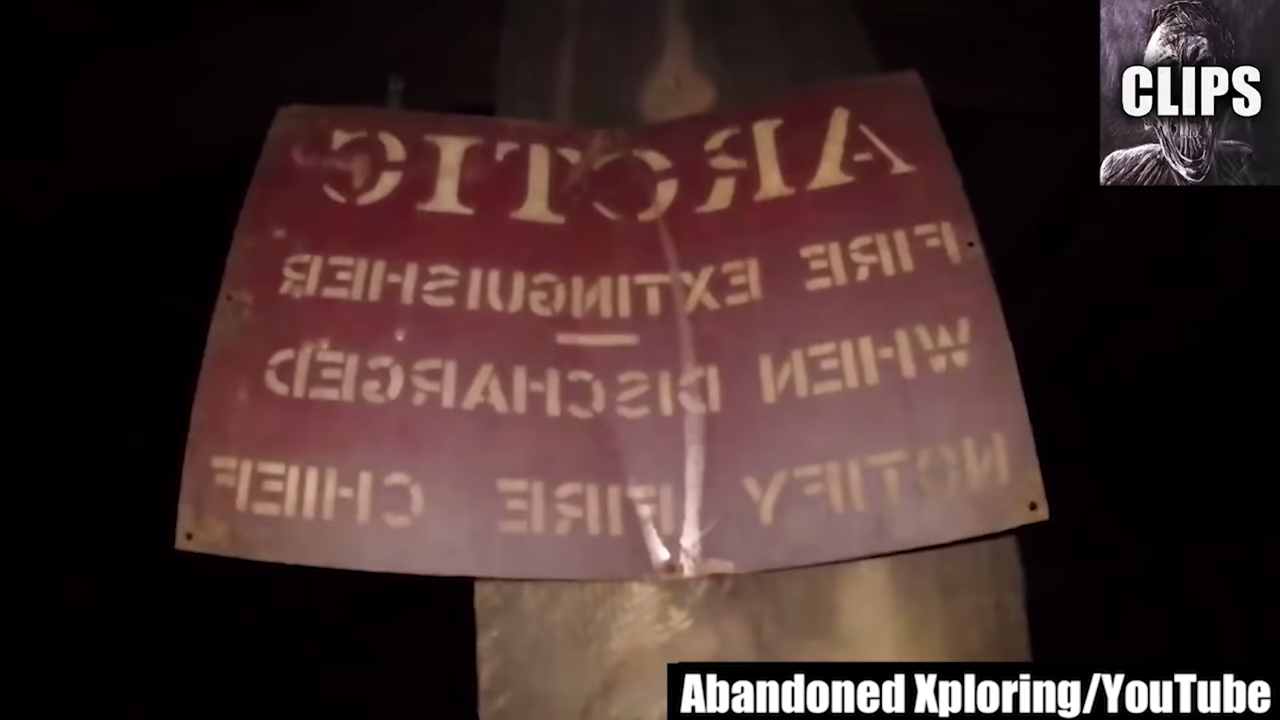 CLIPS
ARCTIC
FIRE EXTINGUISHER
WHEN DISCHARGED
NOTIFY FIRE CHIEF
Abandoned Xploring/YouTube